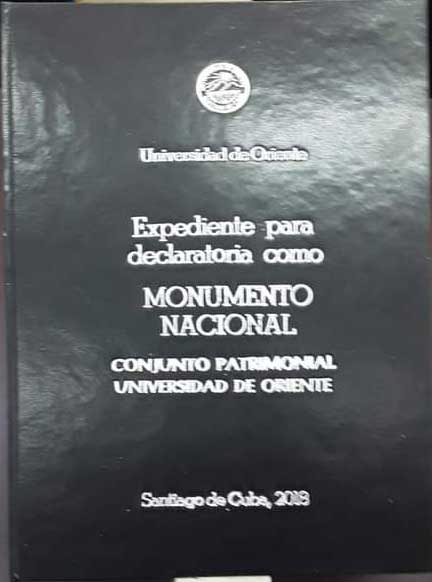 Universidad de Oriente
Expediente para
declaratoria como
MONUMENTO
NACIONAL
CONJUNTO PATRIMONIAL
UNIVERSIDAD DE ORIENTE
Santiago de Cuba, 2018